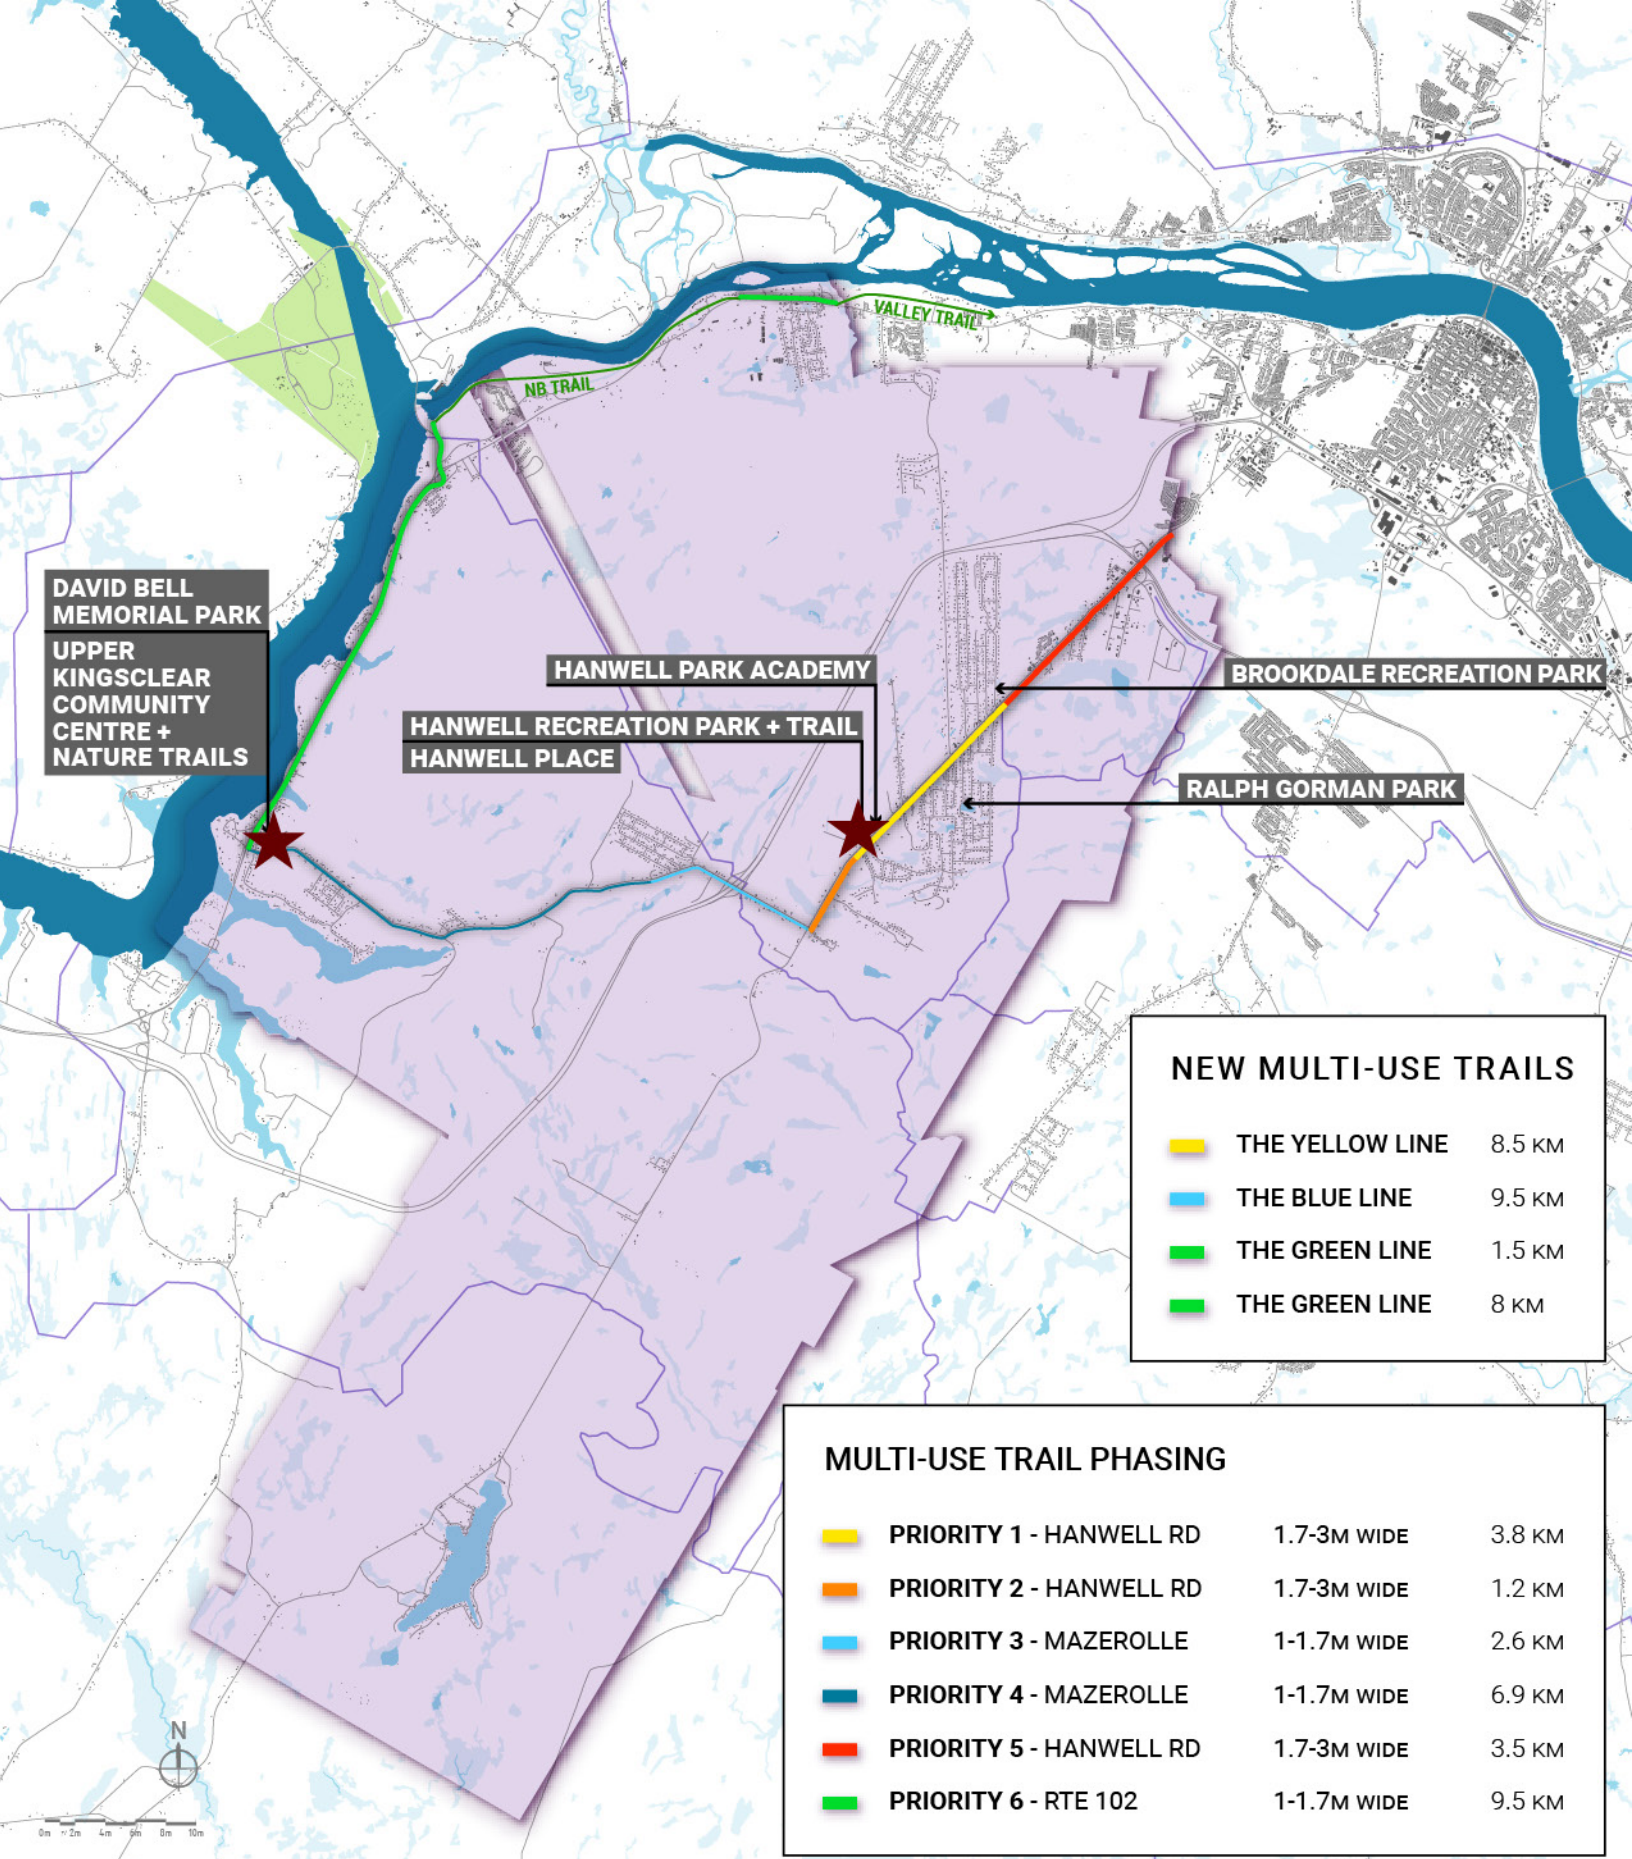 VALLEY TRAIL
NB TRAIL
DAVID BELL
MEMORIAL PARK
UPPER
KINGSCLEAR
COMMUNITY
CENTRE +
NATURE TRAILS
HANWELL PARK ACADEMY
HANWELL RECREATION PARK + TRAIL
HANWELL PLACE
BROOKDALE RECREATION PARK
RALPH GORMAN PARK
NEW MULTI-USE TRAILS
THE YELLOW LINE 8.5 KM
THE BLUE LINE 9.5 KM
THE GREEN LINE 1.5 KM
THE GREEN LINE 8 KM
MULTI-USE TRAIL PHASING
PRIORITY 1 - HANWELL RD 1.7-3M WIDE 3.8 KM
PRIORITY 2 - HANWELL RD 1.7-3M WIDE 1.2 KM
PRIORITY 3 - MAZEROLLE 1-1.7M WIDE 2.6 KM
PRIORITY 4 - MAZEROLLE 1-1.7M WIDE 6.9 KM
PRIORITY 5 - HANWELL RD 1.7-3M WIDE 3.5 KM
PRIORITY 6 - RTE 102 1-1.7M WIDE 9.5 KM
N
0m 2m 4m 6m 8m 10m